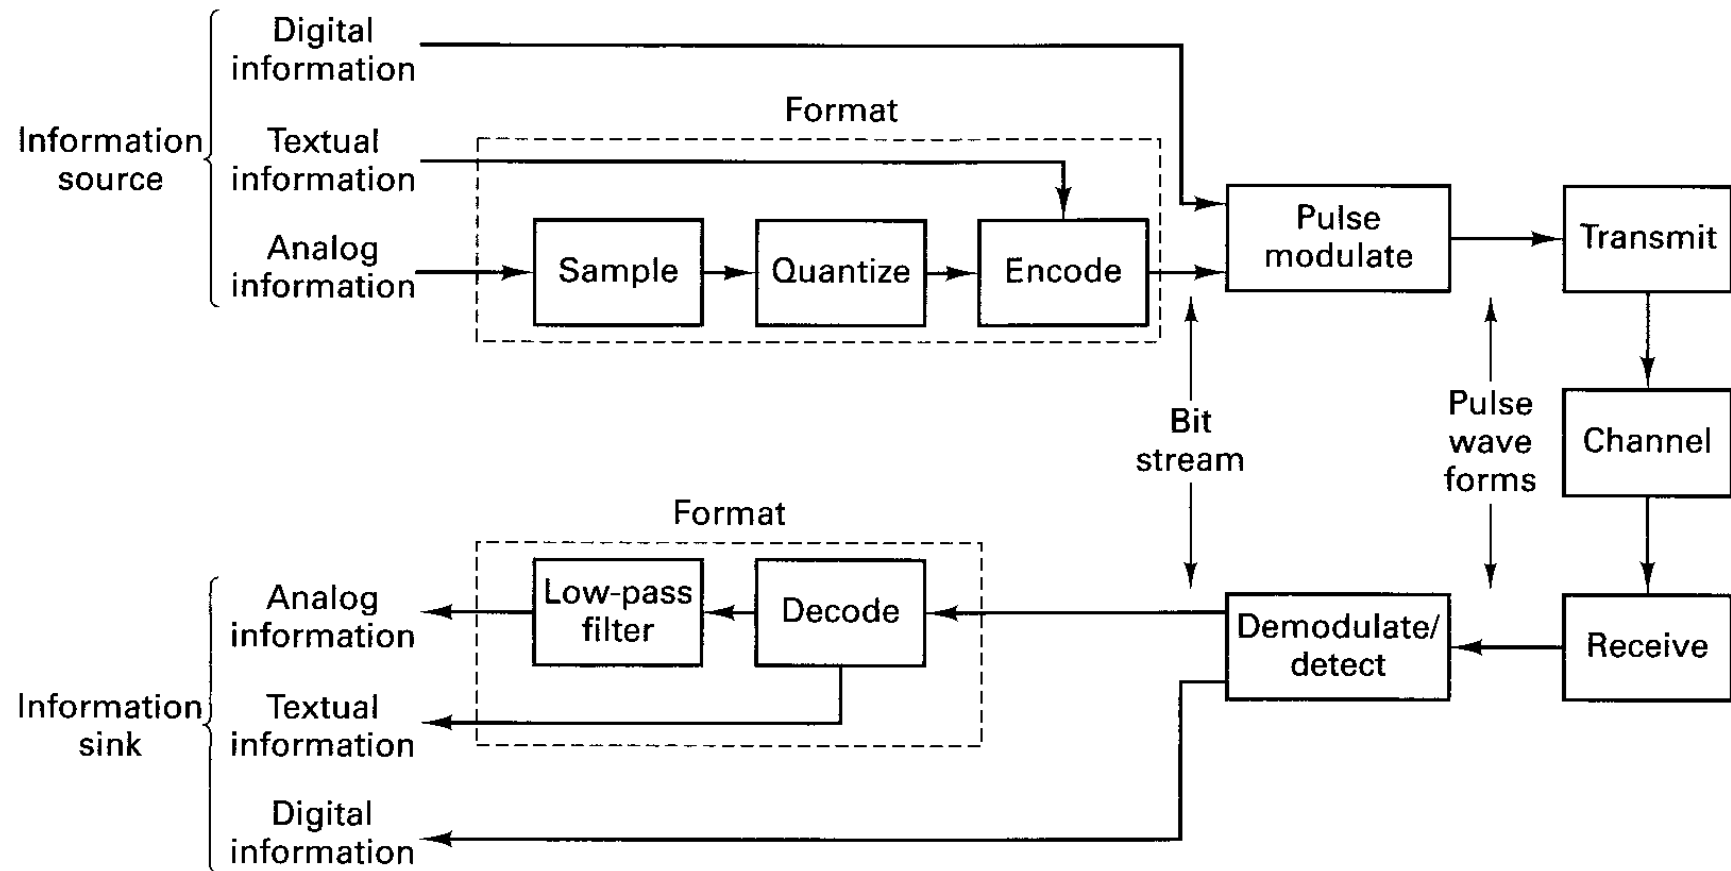 Digital
information
Format
Information
source
Textual
information
Analog
information
Sample
Quantize
Encode
Pulse
modulate
Transmit
Bit
stream
Pulse
wave
forms
Channel
Format
Information
sink
Analog
information
Low-pass
filter
Decode
Demodulate/
detect
Receive
Textual
information
Digital
information